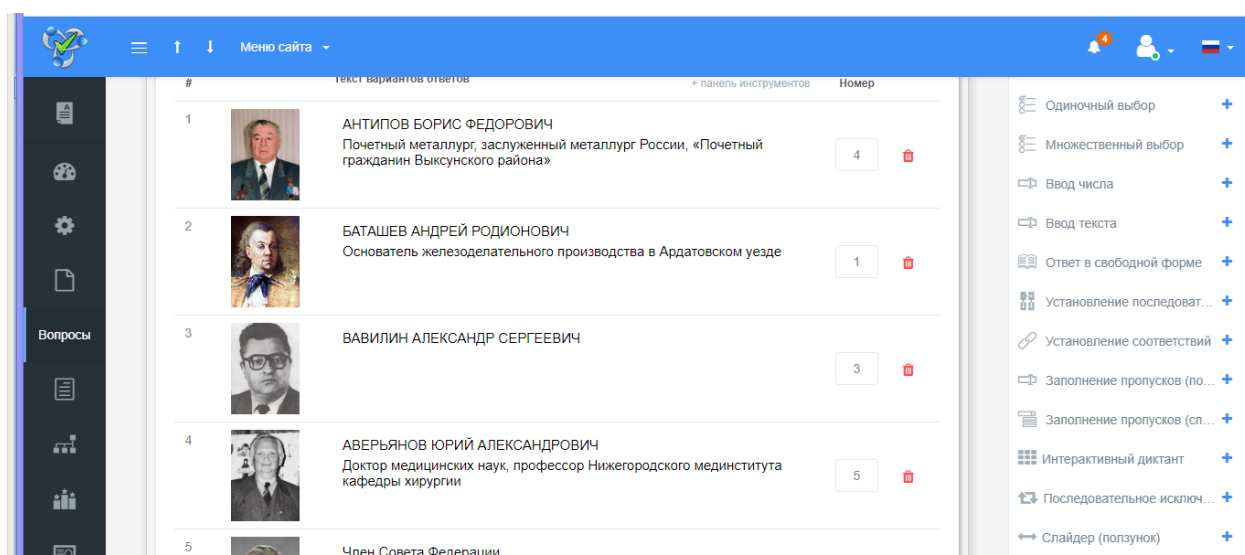 Меню сайта
4
#
Текст вариантов ответов
+ панель инструментов
Номер
1
АНТИПОВ БОРИС ФЕДОРОВИЧ
Почетный металлург, заслуженный металлург России, «Почетный
гражданин Выксунского района»
4
2
БАТАШЕВ АНДРЕЙ РОДИОНОВИЧ
Основатель железоделательного производства в Ардатовском уезде
1
3
ВАВИЛИН АЛЕКСАНДР СЕРГЕЕВИЧ
3
4
АВЕРЬЯНОВ ЮРИЙ АЛЕКСАНДРОВИЧ
Доктор медицинских наук, профессор Нижегородского мединститута
кафедры хирургии
5
5
Член Совета Федерации
Вопросы
Одиночный выбор +
Множественный выбор +
Ввод числа +
Ввод текста +
Ответ в свободной форме +
Установление последоват... +
Установление соответствий +
Заполнение пропусков (по... +
Заполнение пропусков (сп... +
Интерактивный диктант +
Последовательное исключ... +
Слайдер (ползунок) +